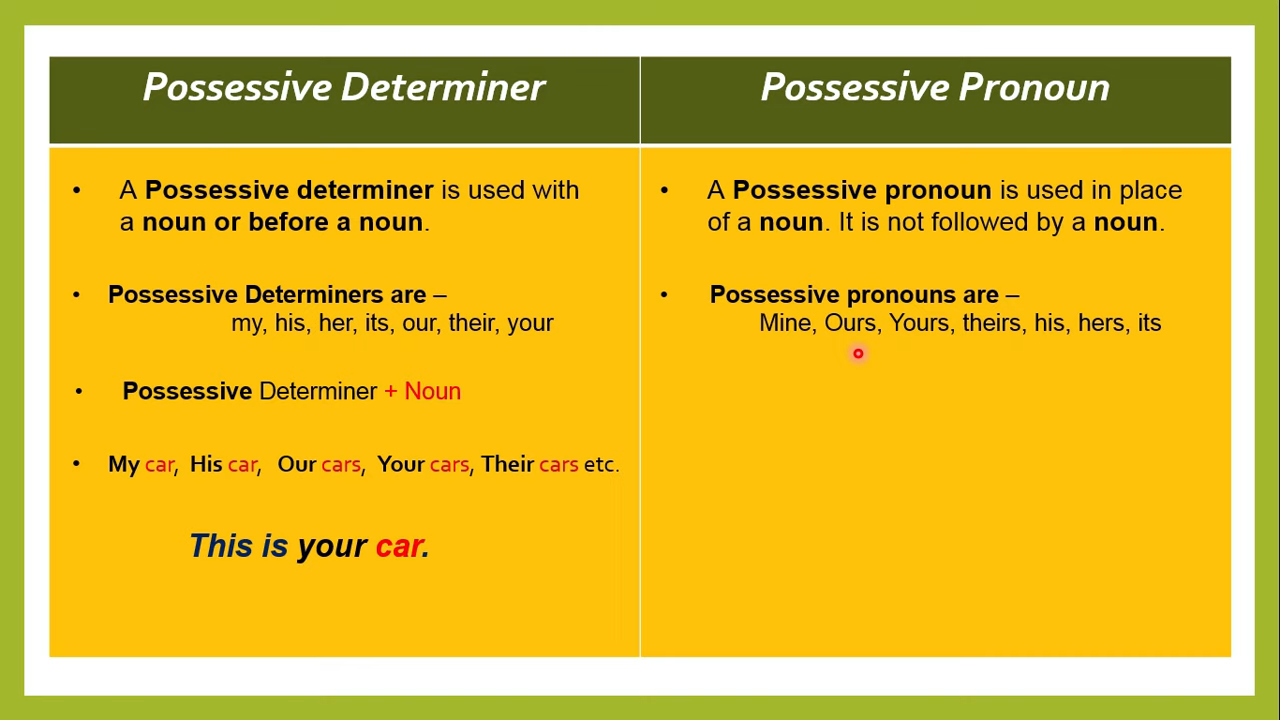 Possessive Determiner
• A Possessive determiner is used with
a noun or before a noun.
• Possessive Determiners are –
my, his, her, its, our, their, your
• Possessive Determiner + Noun
• My car, His car, Our cars, Your cars, Their cars etc.
This is your car.
Possessive Pronoun
• A Possessive pronoun is used in place
of a noun. It is not followed by a noun.
• Possessive pronouns are –
Mine, Ours, Yours, theirs, his, hers, its